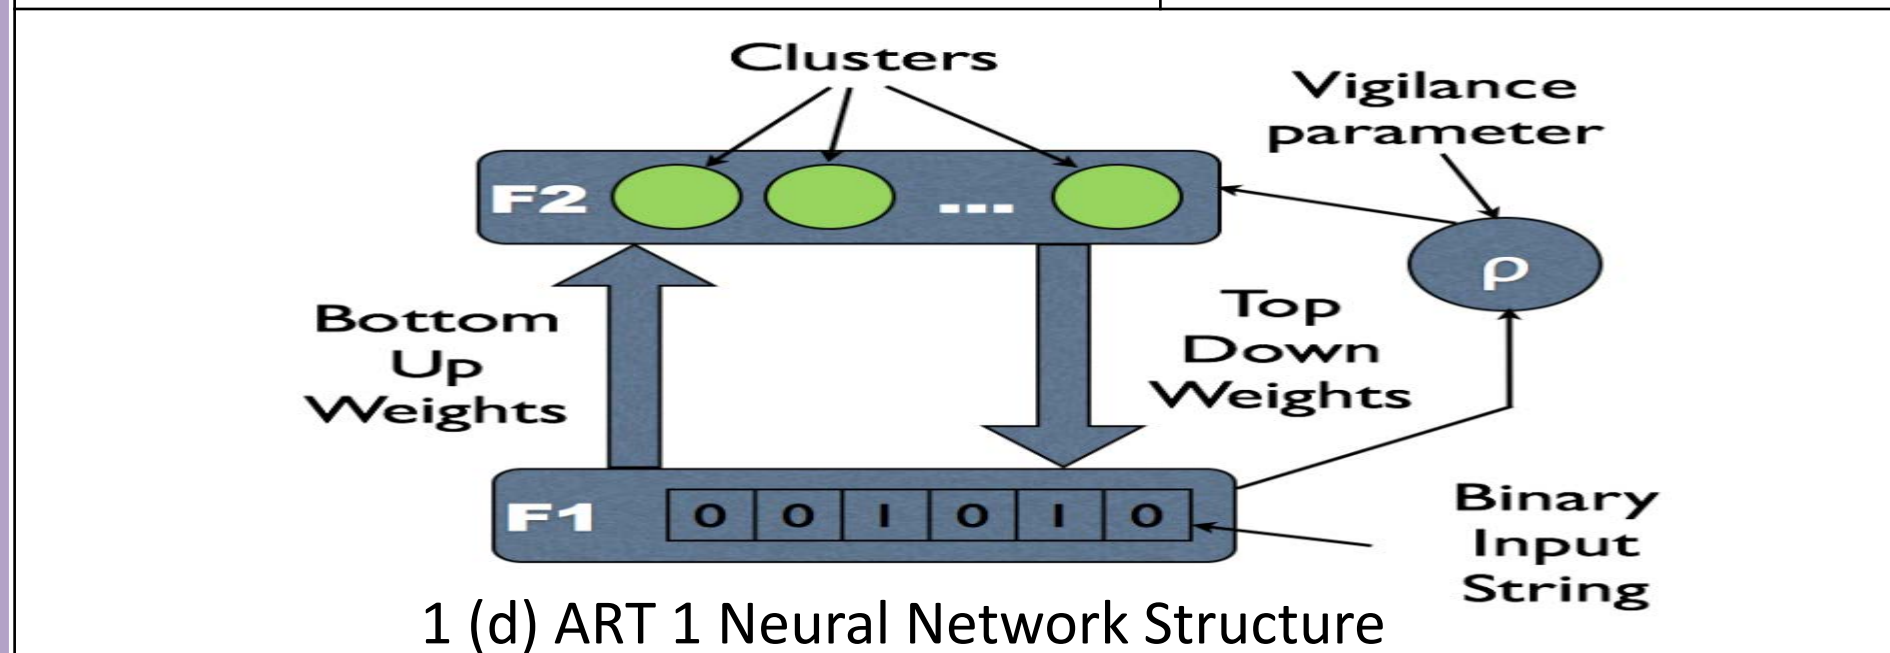 Clusters
Vigilance
parameter
F2
...
ρ
Bottom
Up
Weights
Top
Down
Weights
F1
0 0 1 0 1 0
Binary
Input
String
1 (d) ART 1 Neural Network Structure